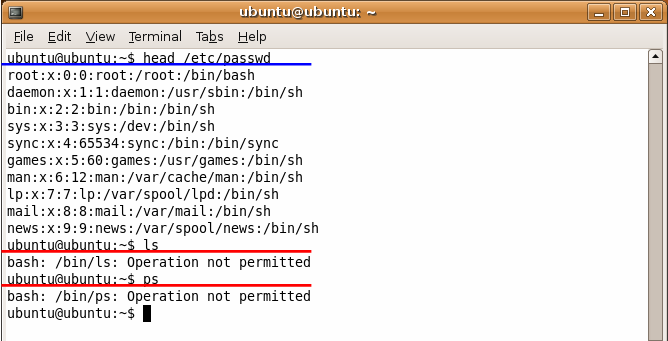 ubuntu@ubuntu: ~
File Edit View Terminal Tabs Help
ubuntu@ubuntu:~$ head /etc/passwd
root:x:0:0:root:/root:/bin/bash
daemon:x:1:1:daemon:/usr/sbin:/bin/sh
bin:x:2:2:bin:/bin:/bin/sh
sys:x:3:3:sys:/dev:/bin/sh
sync:x:4:65534:sync:/bin:/bin/sync
games:x:5:60:games:/usr/games:/bin/sh
man:x:6:12:man:/var/cache/man:/bin/sh
lp:x:7:7:lp:/var/spool/lpd:/bin/sh
mail:x:8:8:mail:/var/mail:/bin/sh
news:x:9:9:news:/var/spool/news:/bin/sh
ubuntu@ubuntu:~$ ls
bash: /bin/ls: Operation not permitted
ubuntu@ubuntu:~$ ps
bash: /bin/ps: Operation not permitted
ubuntu@ubuntu:~$